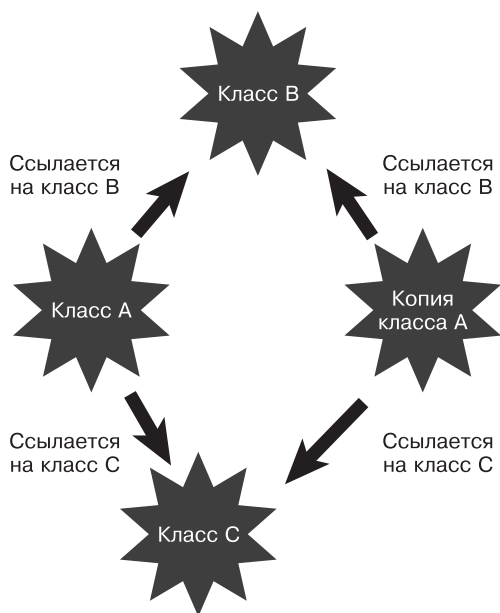 Класс B
Ссылается
на класс B
Ссылается
на класс B
Класс A
Копия
класса A
Ссылается
на класс C
Ссылается
на класс C
Класс C